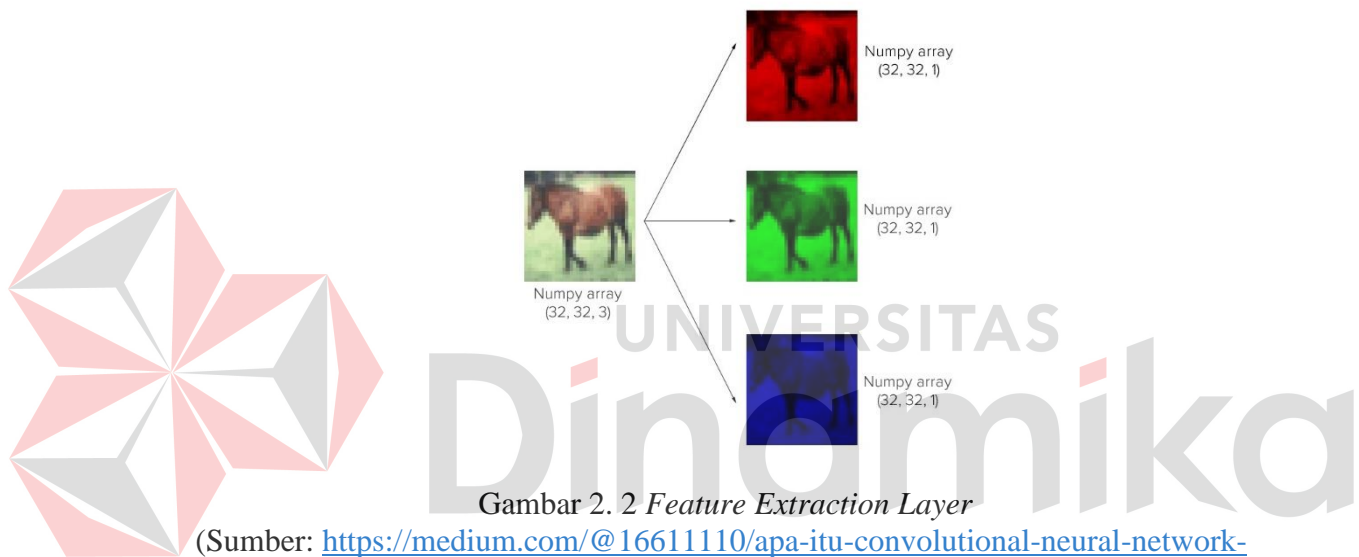 Numpy array
(32, 32, 1)
Numpy array
(32, 32, 1)
Numpy array
(32, 32, 3)
UNIVERSITAS
Dinamika
Numpy array
(32, 32, 1)
Gambar 2. 2 Feature Extraction Layer
(Sumber: https://medium.com/@16611110/apa-itu-convolutional-neural-network-